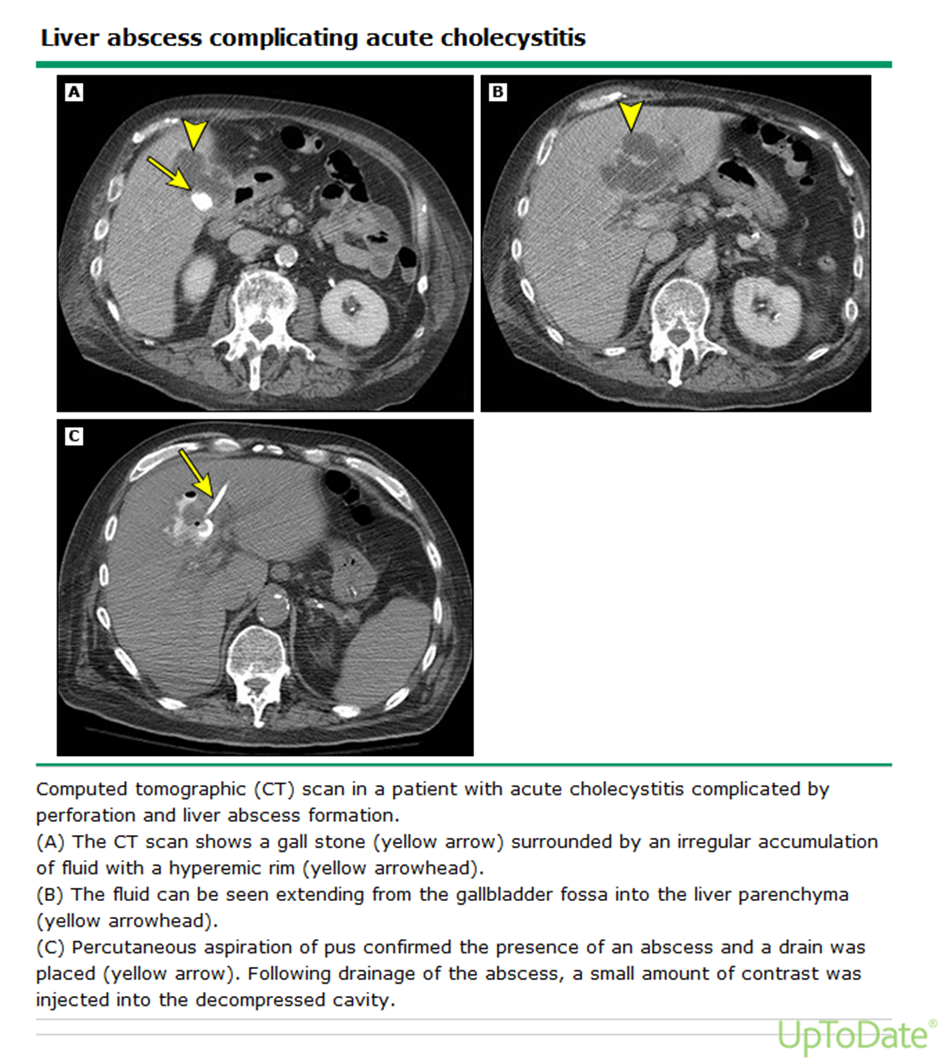 Liver abscess complicating acute cholecystitis
A
B
C
Computed tomographic (CT) scan in a patient with acute cholecystitis complicated by
perforation and liver abscess formation.
(A) The CT scan shows a gall stone (yellow arrow) surrounded by an irregular accumulation
of fluid with a hyperemic rim (yellow arrowhead).
(B) The fluid can be seen extending from the gallbladder fossa into the liver parenchyma
(yellow arrowhead).
(C) Percutaneous aspiration of pus confirmed the presence of an abscess and a drain was
placed (yellow arrow). Following drainage of the abscess, a small amount of contrast was
injected into the decompressed cavity.
UpToDate®